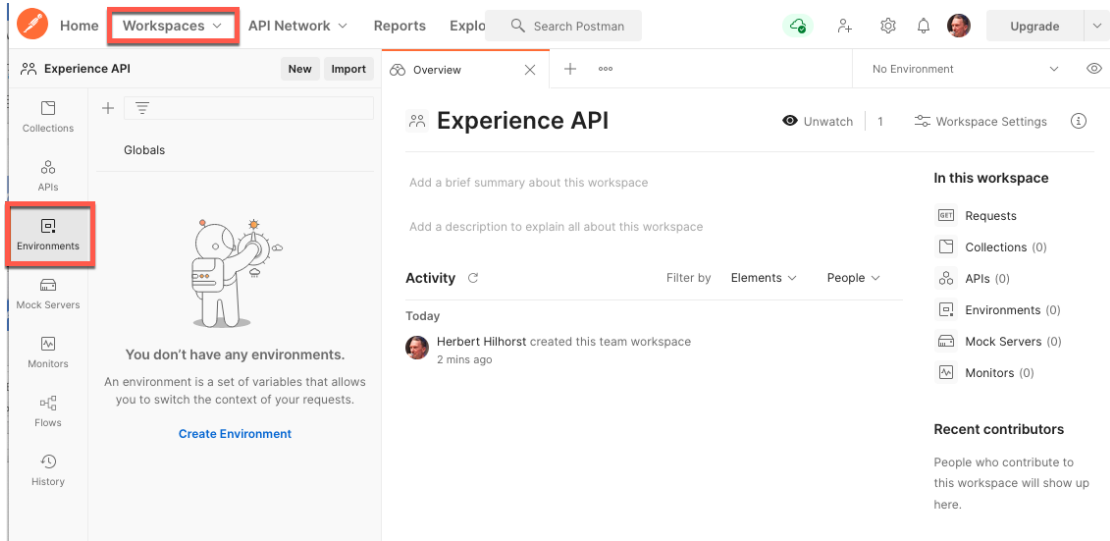 Home Workspaces API Network Reports Explo Search Postman Upgrade
Experience API New Import Overview No Environment
Collections
Globals
APIs
Environments
Mock Servers
Monitors
Flows
History
You don't have any environments.
An environment is a set of variables that allows
you to switch the context of your requests.
Create Environment
Experience API Unwatch 1 Workspace Settings
Add a brief summary about this workspace
Add a description to explain all about this workspace
Activity Filter by Elements People
Today
Herbert Hilhorst created this team workspace
2 mins ago
In this workspace
GET Requests
Collections (0)
APIs (0)
Environments (0)
Mock Servers (0)
Monitors (0)
Recent contributors
People who contribute to
this workspace will show up
here.